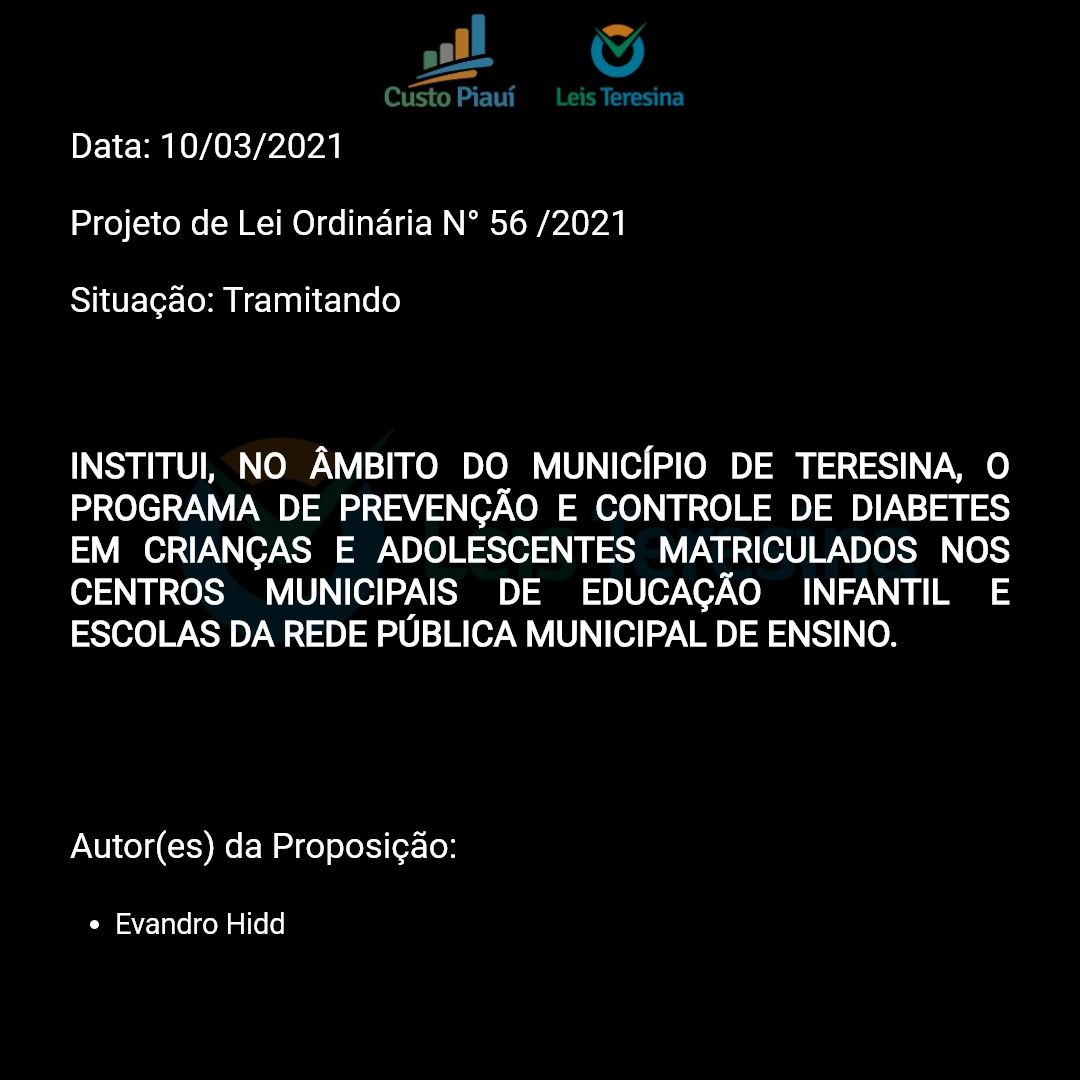 Custo Piauí Leis Teresina
Data: 10/03/2021
Projeto de Lei Ordinária N° 56 /2021
Situação: Tramitando
INSTITUI, NO ÂMBITO DO MUNICÍPIO DE TERESINA, O
PROGRAMA DE PREVENÇÃO E CONTROLE DE DIABETES
EM CRIANÇAS E ADOLESCENTES MATRICULADOS NOS
CENTROS MUNICIPAIS DE EDUCAÇÃO INFANTIL E
ESCOLAS DA REDE PÚBLICA MUNICIPAL DE ENSINO.
Leis Teresina
Autor(es) da Proposição:
• Evandro Hidd